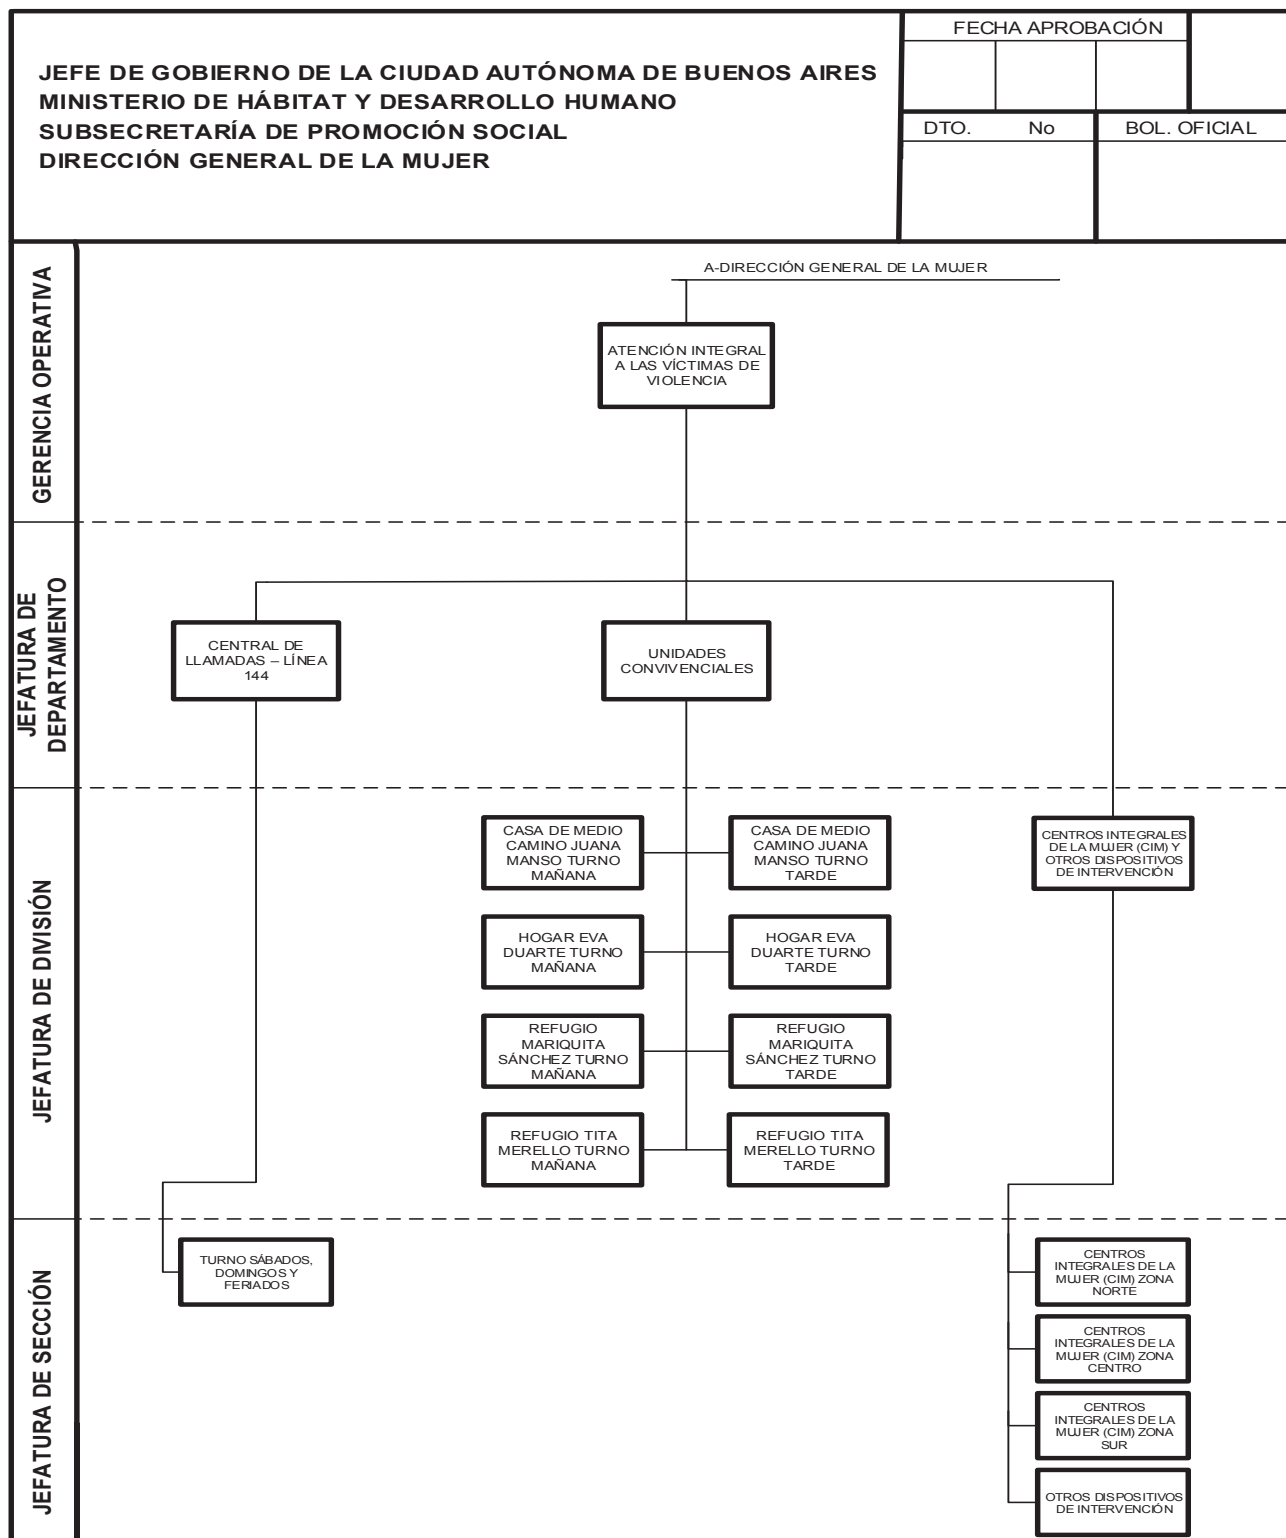 JEFE DE GOBIERNO DE LA CIUDAD AUTÓNOMA DE BUENOS AIRES
MINISTERIO DE HÁBITAT Y DESARROLLO HUMANO
SUBSECRETARÍA DE PROMOCIÓN SOCIAL
DIRECCIÓN GENERAL DE LA MUJER
FECHA APROBACIÓN
DTO. No
BOL. OFICIAL
GERENCIA OPERATIVA
A-DIRECCIÓN GENERAL DE LA MUJER
ATENCIÓN INTEGRAL
A LAS VÍCTIMAS DE
VIOLENCIA
JEFATURA DE
DEPARTAMENTO
CENTRAL DE
LLAMADAS – LÍNEA
144
UNIDADES
CONVIVENCIALES
JEFATURA DE DIVISIÓN
CASA DE MEDIO
CAMINO JUANA
MANSO TURNO
MAÑANA
CASA DE MEDIO
CAMINO JUANA
MANSO TURNO
TARDE
CENTROS INTEGRALES
DE LA MUJER (CIM) Y
OTROS DISPOSITIVOS
DE INTERVENCIÓN
HOGAR EVA
DUARTE TURNO
MAÑANA
HOGAR EVA
DUARTE TURNO
TARDE
REFUGIO
MARIQUITA
SÁNCHEZ TURNO
MAÑANA
REFUGIO
MARIQUITA
SÁNCHEZ TURNO
TARDE
REFUGIO TITA
MERELLO TURNO
MAÑANA
REFUGIO TITA
MERELLO TURNO
TARDE
JEFATURA DE SECCIÓN
TURNO SÁBADOS,
DOMINGOS Y
FERIADOS
CENTROS
INTEGRALES DE LA
MUJER (CIM) ZONA
NORTE
CENTROS
INTEGRALES DE LA
MUJER (CIM) ZONA
CENTRO
CENTROS
INTEGRALES DE LA
MUJER (CIM) ZONA
SUR
OTROS DISPOSITIVOS
DE INTERVENCIÓN